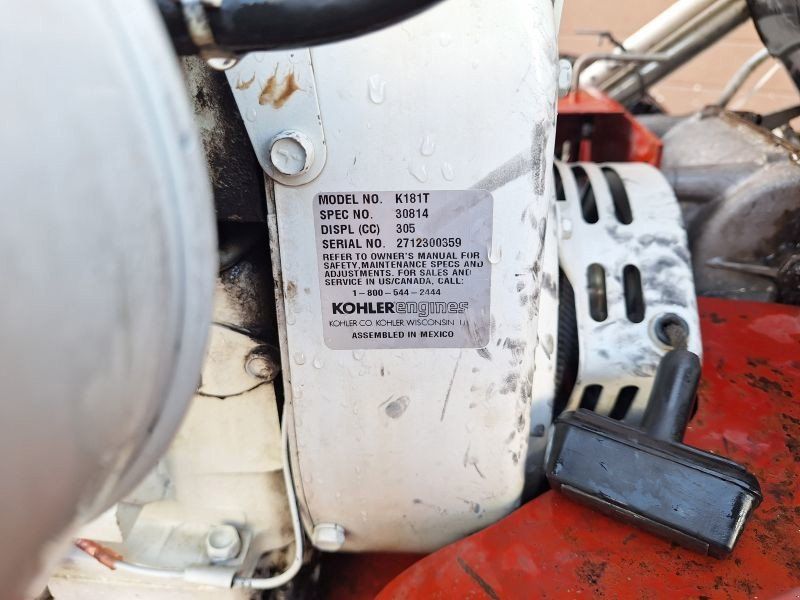 MODEL NO. K181T
SPEC NO. 30814
DISPL (CC) 305
SERIAL NO. 2712300359
REFER TO OWNER'S MANUAL FOR
SAFETY, MAINTENANCE SPECS AND
ADJUSTMENTS. FOR SALES AND
SERVICE IN US/CANADA, CALL:
1-800-544-2444
KOHLERengines
KOHLER CO. KOHLER WISCONSIN
ASSEMBLED IN MEXICO